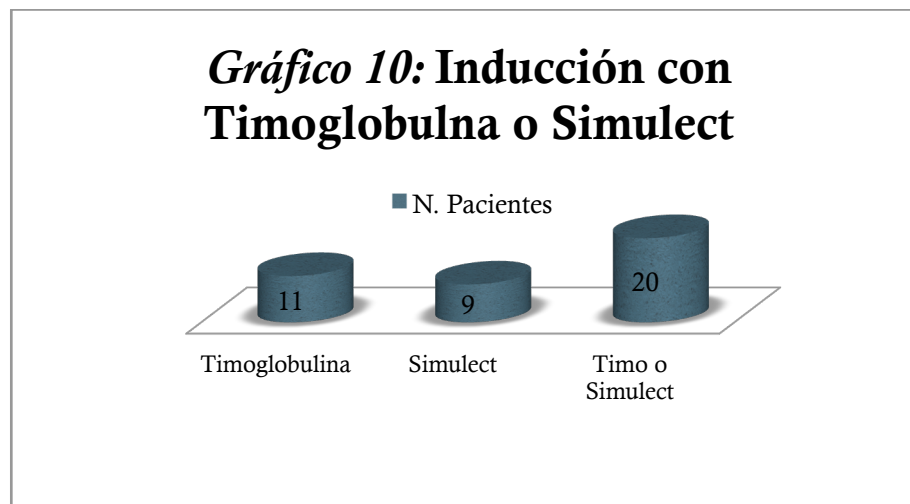 Gráfico 10: Inducción con
Timoglobulna o Simulect
N. Pacientes
11
9
20
Timoglobulina
Simulect
Timo o
Simulect